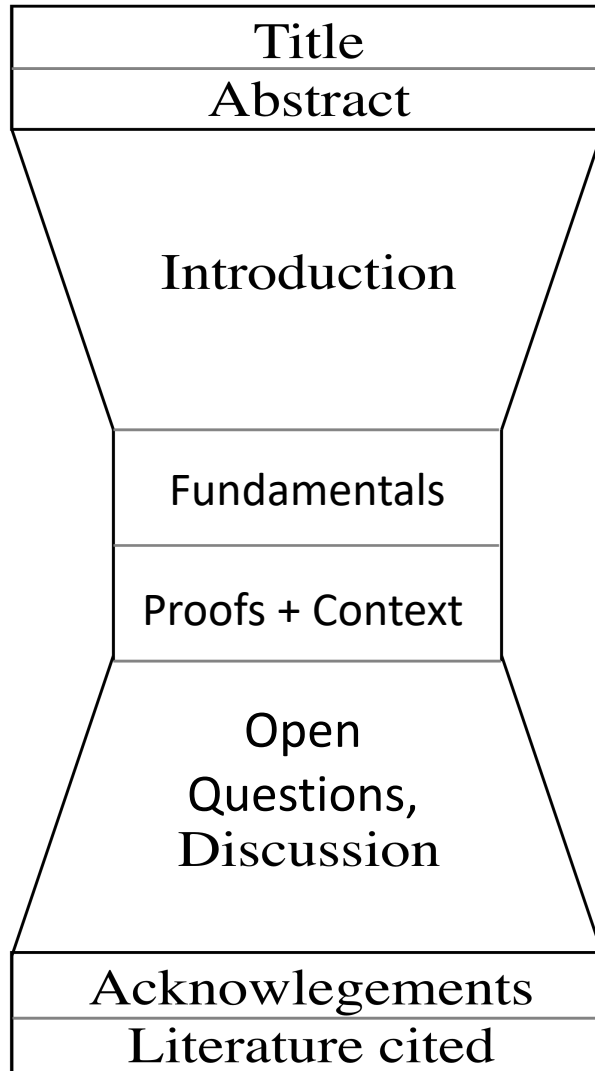 Title
Abstract
Introduction
Fundamentals
Proofs + Context
Open
Questions,
Discussion
Acknowlegements
Literature cited